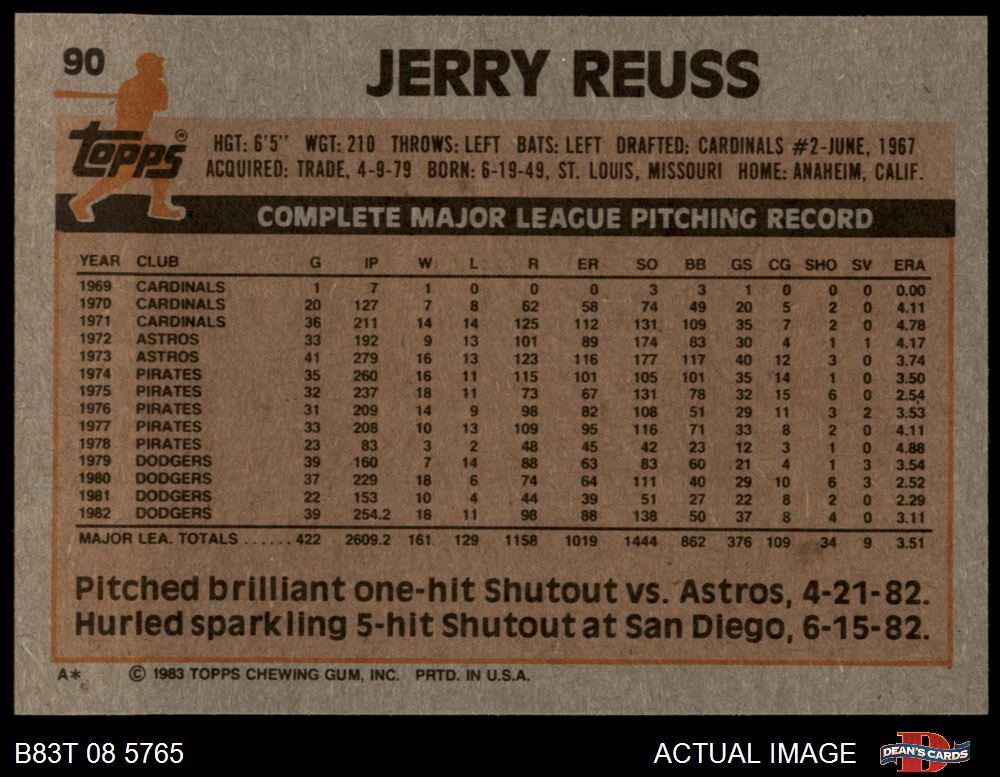 90
JERRY REUSS
topps®
HGT: 6'5'' WGT: 210 THROWS: LEFT BATS: LEFT DRAFTED: CARDINALS #2-JUNE, 1967
ACQUIRED: TRADE, 4-9-79 BORN: 6-19-49, ST. LOUIS, MISSOURI HOME: ANAHEIM, CALIF.
COMPLETE MAJOR LEAGUE PITCHING RECORD
YEAR CLUB G IP W L R ER SO BB GS CG SHO SV ERA
1969 CARDINALS 1 7 1 0 0 0 3 3 1 0 0 0 0.00
1970 CARDINALS 20 127 7 8 62 58 74 49 20 5 2 0 4.11
1971 CARDINALS 36 211 14 14 125 112 131 109 35 7 2 0 4.78
1972 ASTROS 33 192 9 13 101 89 174 83 30 4 1 1 4.17
1973 ASTROS 41 279 16 13 123 116 177 117 40 12 3 0 3.74
1974 PIRATES 35 260 16 11 115 101 105 101 35 14 1 0 3.50
1975 PIRATES 32 237 18 11 73 67 131 78 32 15 6 0 2.54
1976 PIRATES 31 209 14 9 98 82 108 51 29 11 3 2 3.53
1977 PIRATES 33 208 10 13 109 95 116 71 33 8 2 0 4.11
1978 PIRATES 23 83 3 2 48 45 42 23 12 3 1 0 4.88
1979 DODGERS 39 160 7 14 88 63 83 60 21 4 1 3 3.54
1980 DODGERS 37 229 18 6 74 64 111 40 29 10 6 3 2.52
1981 DODGERS 22 153 10 4 44 39 51 27 22 8 2 0 2.29
1982 DODGERS 39 254.2 18 11 98 88 138 50 37 8 4 0 3.11
MAJOR LEA. TOTALS ...... 422 2609.2 161 129 1158 1019 1444 862 376 109 34 9 3.51
Pitched brilliant one-hit Shutout vs. Astros, 4-21-82.
Hurled sparkling 5-hit Shutout at San Diego, 6-15-82.
A* © 1983 TOPPS CHEWING GUM, INC. PRTD. IN U.S.A.
B83T 08 5765 ACTUAL IMAGE D DEAN'S CARDS